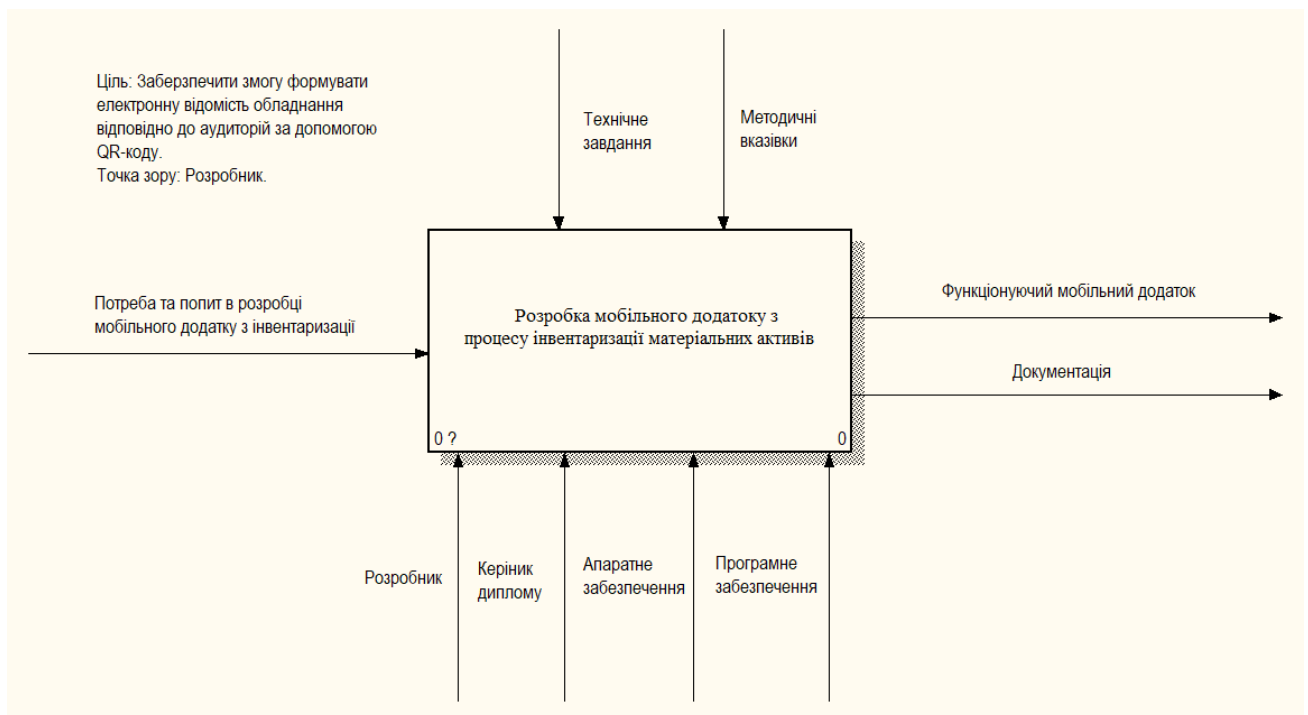 Ціль: Заберзпечити змогу формувати
електронну відомість обладнання
відповідно до аудиторій за допомогою
QR-коду.
Точка зору: Розробник.
Технічне
завдання
Методичні
вказівки
Потреба та попит в розробці
мобільного додатку з інвентаризації
Розробка мобільного додатоку з
процесу інвентаризації матеріальних активів
0 ?
0
Функціонуючий мобільний додаток
Документація
Розробник
Керіник
диплому
Апаратне
забезпечення
Програмне
забезпечення